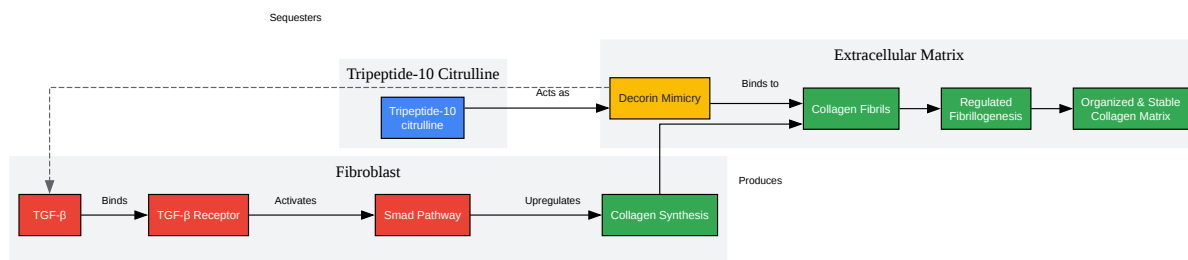 Sequesters
Extracellular Matrix
Tripeptide-10 Citrulline
Tripeptide-10
citrulline
Acts as
Decorin Mimicry
Binds to
Collagen Fibrils
Regulated
Fibrillogenesis
Organized & Stable
Collagen Matrix
Fibroblast
Produces
TGF-β
Binds
TGF-β Receptor
Activates
Smad Pathway
Upregulates
Collagen Synthesis